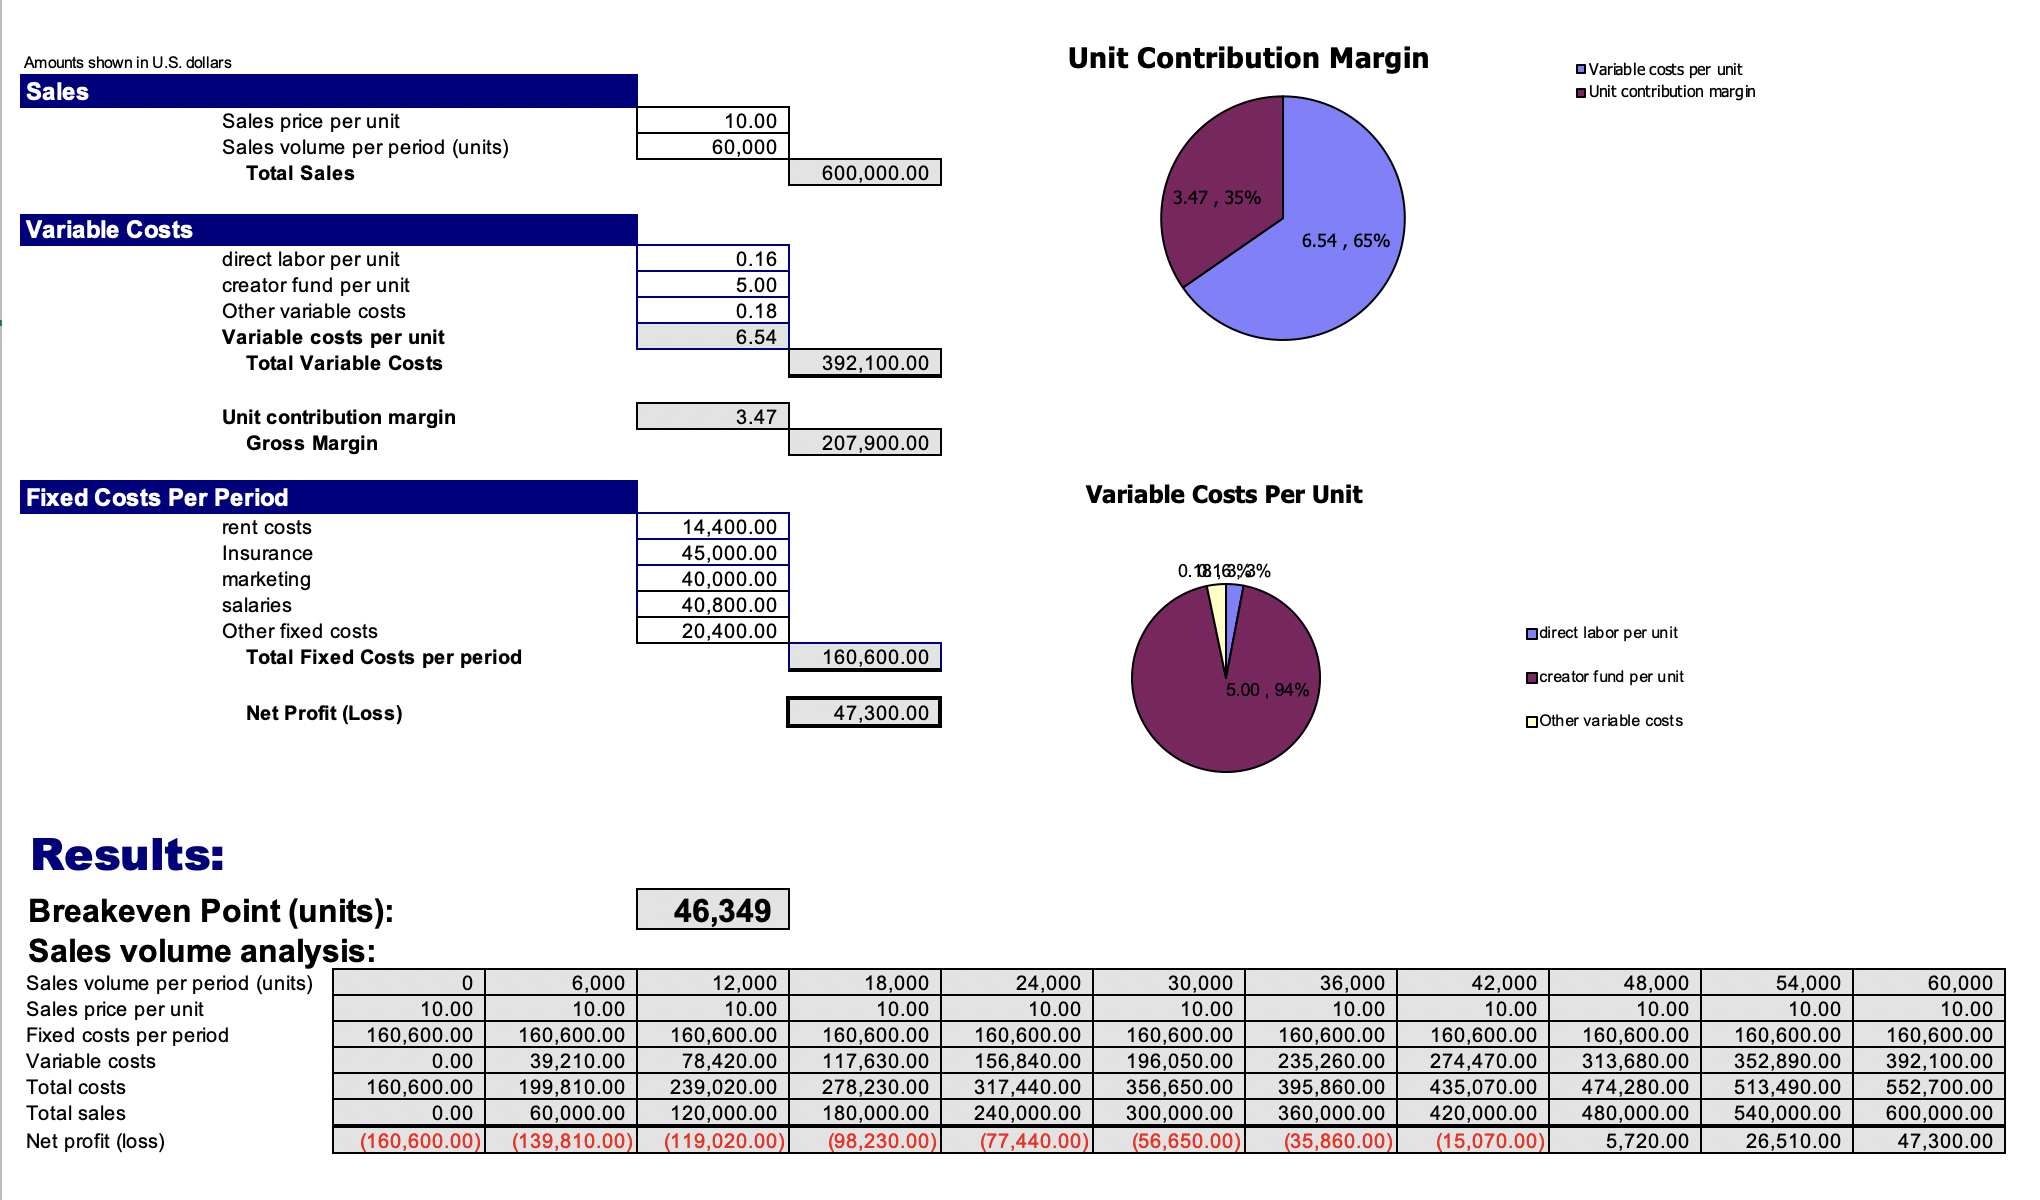 Amounts shown in U.S. dollars
Sales
Sales price per unit 10.00
Sales volume per period (units) 60,000
Total Sales 600,000.00
Variable Costs
direct labor per unit 0.16
creator fund per unit 5.00
Other variable costs 0.18
Variable costs per unit 6.54
Total Variable Costs 392,100.00
Unit contribution margin 3.47
Gross Margin 207,900.00
Fixed Costs Per Period
rent costs 14,400.00
Insurance 45,000.00
marketing 40,000.00
salaries 40,800.00
Other fixed costs 20,400.00
Total Fixed Costs per period 160,600.00
Net Profit (Loss) 47,300.00
Unit Contribution Margin
Variable costs per unit
Unit contribution margin
3.47 , 35%
6.54 , 65%
Variable Costs Per Unit
5.00 , 94%
direct labor per unit
creator fund per unit
Other variable costs
Results:
Breakeven Point (units): 46,349
Sales volume analysis:
Sales volume per period (units) 0 6,000 12,000 18,000 24,000 30,000 36,000 42,000 48,000 54,000 60,000
Sales price per unit 10.00 10.00 10.00 10.00 10.00 10.00 10.00 10.00 10.00 10.00 10.00
Fixed costs per period 160,600.00 160,600.00 160,600.00 160,600.00 160,600.00 160,600.00 160,600.00 160,600.00 160,600.00 160,600.00 160,600.00
Variable costs 0.00 39,210.00 78,420.00 117,630.00 156,840.00 196,050.00 235,260.00 274,470.00 313,680.00 352,890.00 392,100.00
Total costs 160,600.00 199,810.00 239,020.00 278,230.00 317,440.00 356,650.00 395,860.00 435,070.00 474,280.00 513,490.00 552,700.00
Total sales 0.00 60,000.00 120,000.00 180,000.00 240,000.00 300,000.00 360,000.00 420,000.00 480,000.00 540,000.00 600,000.00
Net profit (loss) (160,600.00) (139,810.00) (119,020.00) (98,230.00) (77,440.00) (56,650.00) (35,860.00) (15,070.00) 5,720.00 26,510.00 47,300.00